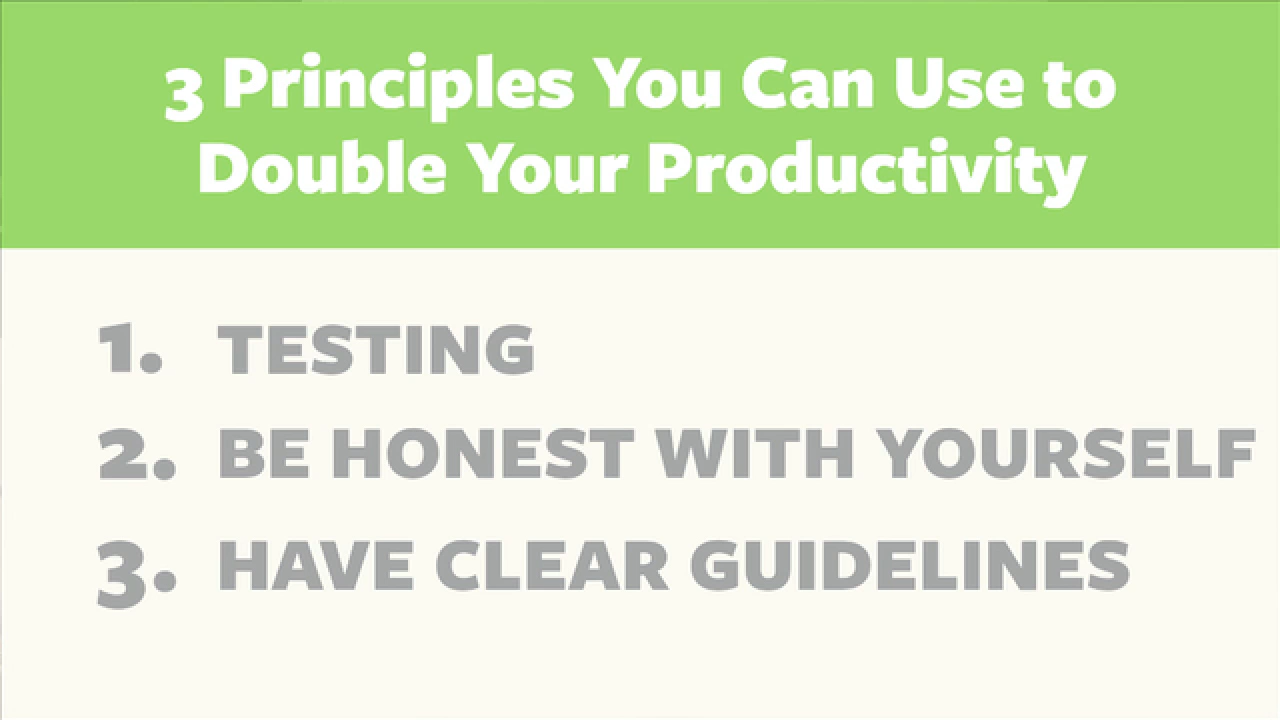 3 Principles You Can Use to
Double Your Productivity
1. TESTING
2. BE HONEST WITH YOURSELF
3. HAVE CLEAR GUIDELINES